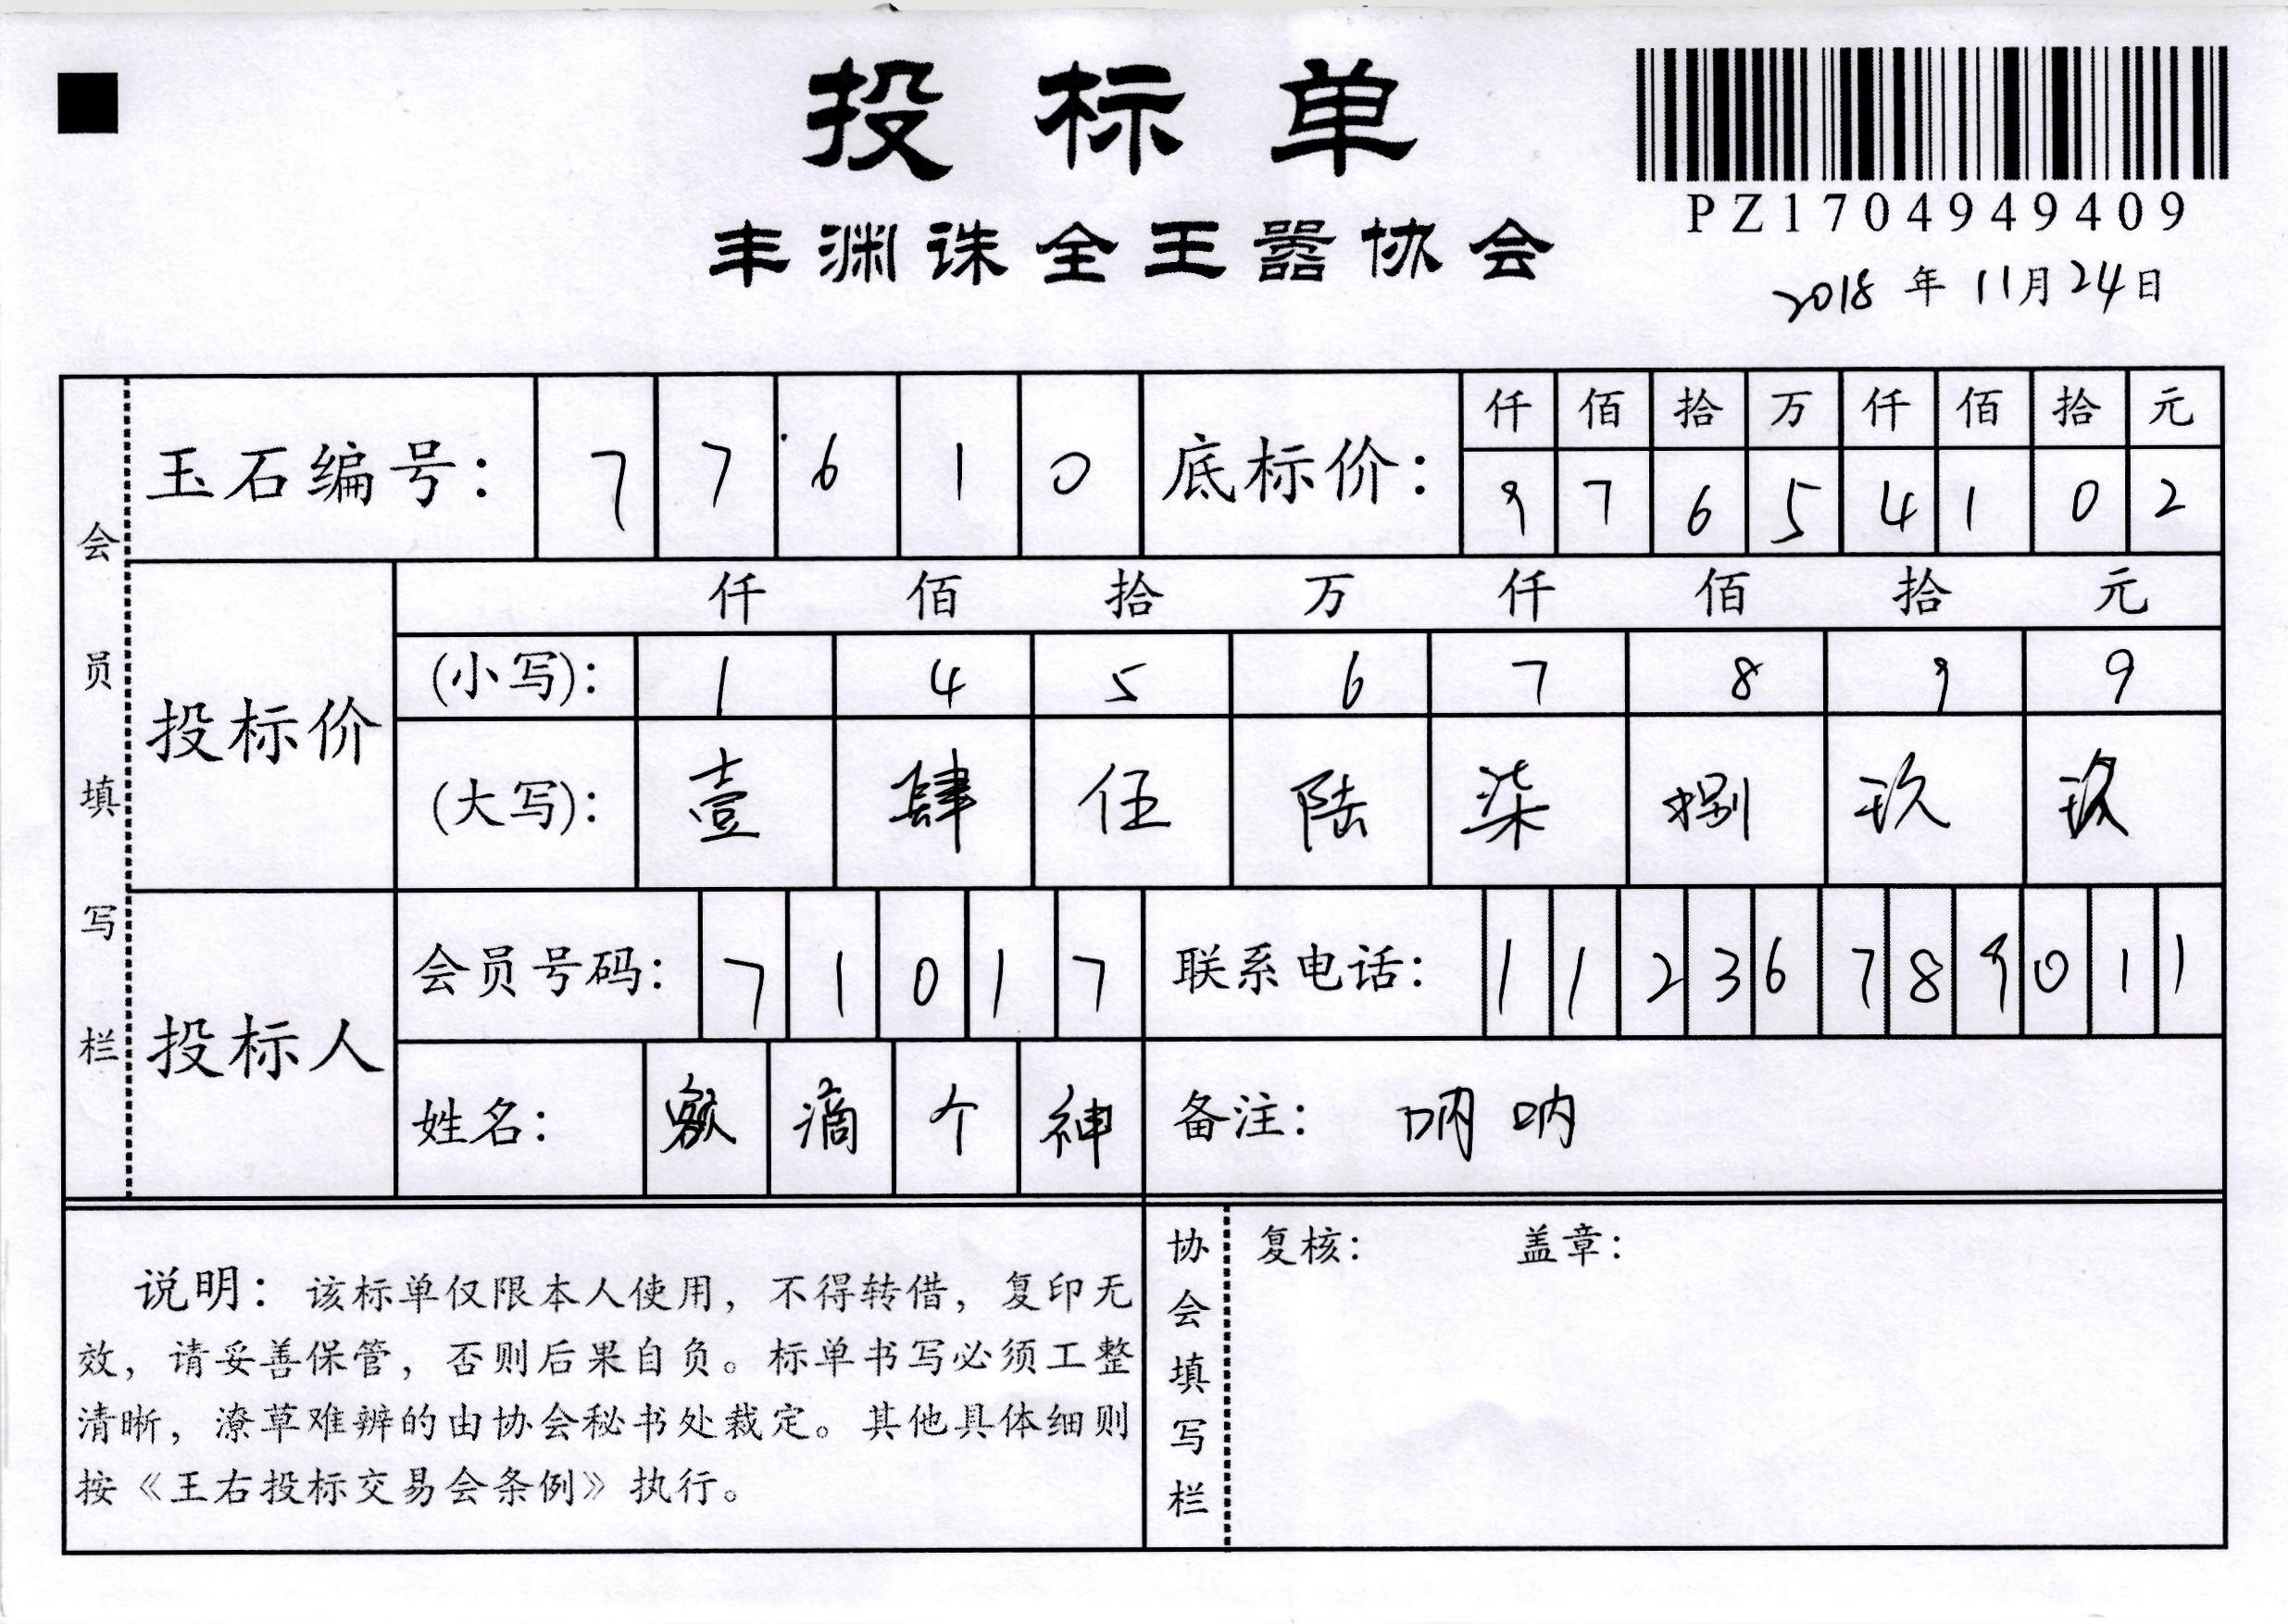 投标单
PZ1704949409
丰渊诛全王嚣协会
2018年11月24日
会员填写栏
玉石编号： 7 7 6 1 0
底标价：
仟 佰 拾 万 仟 佰 拾 元
9 7 6 5 4 1 0 2
投标价
仟 佰 拾 万 仟 佰 拾 元
(小写)： 1 4 5 6 7 8 9 9
(大写)： 壹 肆 伍 陆 柒 捌 玖 玖
投标人
会员号码： 7 1 0 1 7
联系电话： 1 1 2 3 6 7 8 9 0 1 1
姓名： 滴 个 神
备注： 呐 呐
说明：该标单仅限本人使用，不得转借，复印无
效，请妥善保管，否则后果自负。标单书写必须工整
清晰，潦草难辨的由协会秘书处裁定。其他具体细则
按《王右投标交易会条例》执行。
协会填写栏
复核： 盖章：